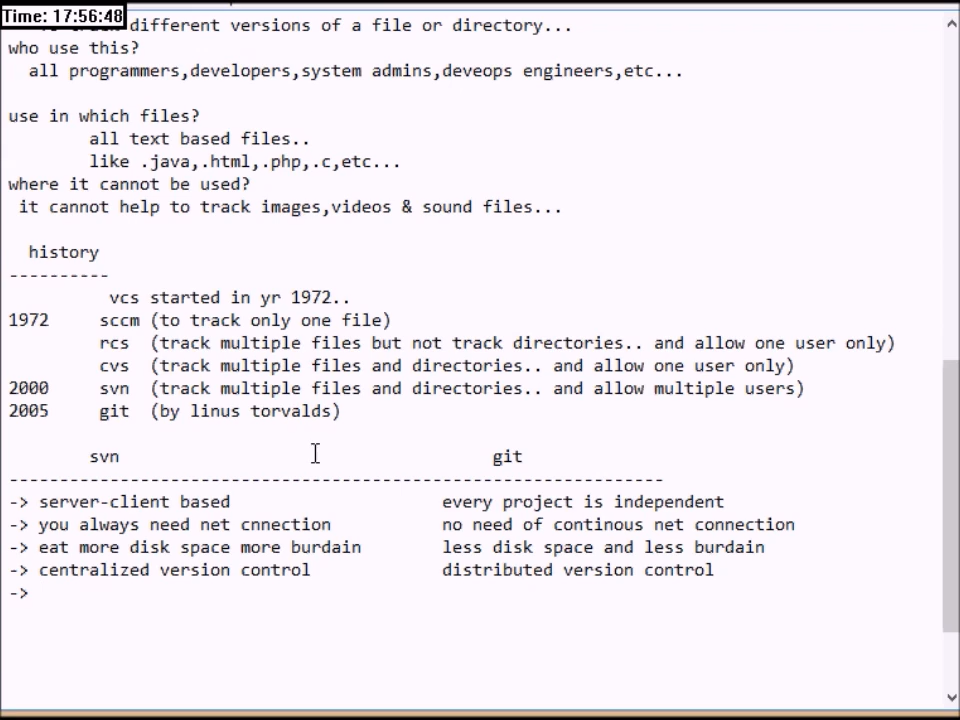 Time: 17:56:48
different versions of a file or directory...
who use this?
all programmers,developers,system admins,deveops engineers,etc...
use in which files?
all text based files..
like .java,.html,.php,.c,etc...
where it cannot be used?
it cannot help to track images,videos & sound files...
history
----------
vcs started in yr 1972..
1972 sccm (to track only one file)
rcs (track multiple files but not track directories.. and allow one user only)
cvs (track multiple files and directories.. and allow one user only)
2000 svn (track multiple files and directories.. and allow multiple users)
2005 git (by linus torvalds)
svn git
-----------------------------------------------------------------
-> server-client based every project is independent
-> you always need net cnnection no need of continous net connection
-> eat more disk space more burdain less disk space and less burdain
-> centralized version control distributed version control
->